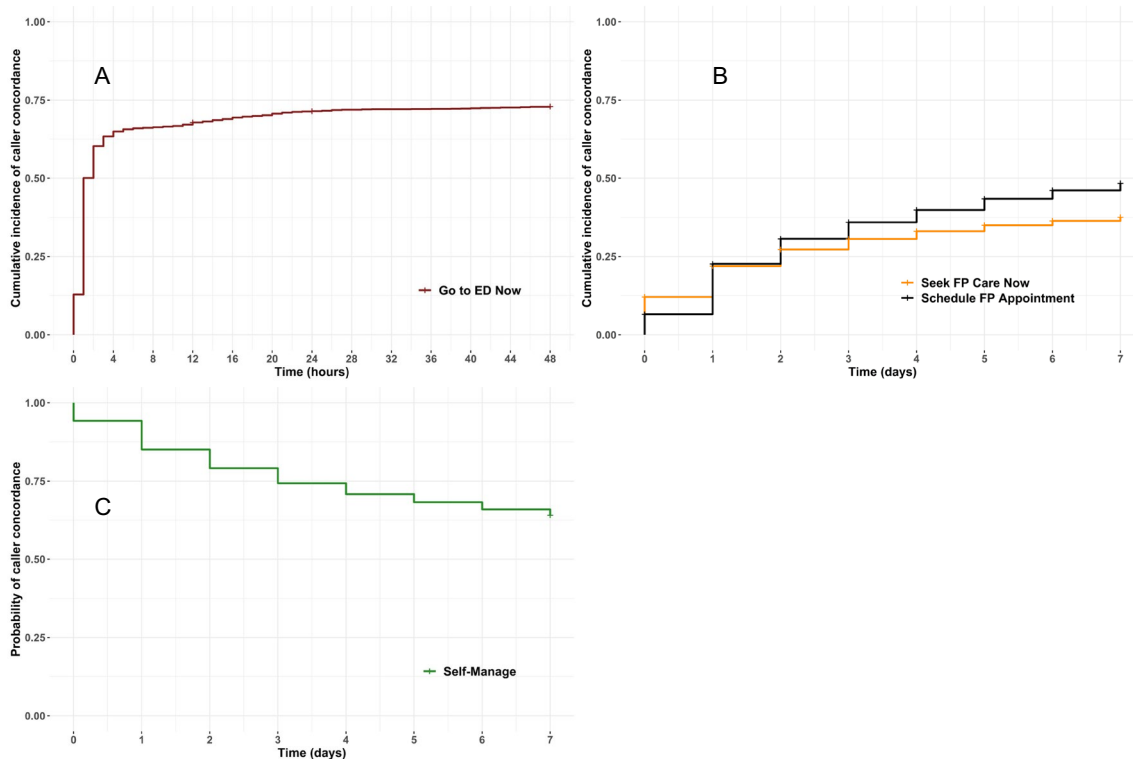 Cumulative incidence of caller concordance
1.00
0.75
0.50
0.25
0.00
A
Go to ED Now
0 4 8 12 16 20 24 28 32 36 40 44 48
Time (hours)
Cumulative incidence of caller concordance
1.00
0.75
0.50
0.25
0.00
B
Seek FP Care Now
Schedule FP Appointment
0 1 2 3 4 5 6 7
Time (days)
Probability of caller concordance
1.00
0.75
0.50
0.25
0.00
C
Self-Manage
0 1 2 3 4 5 6 7
Time (days)